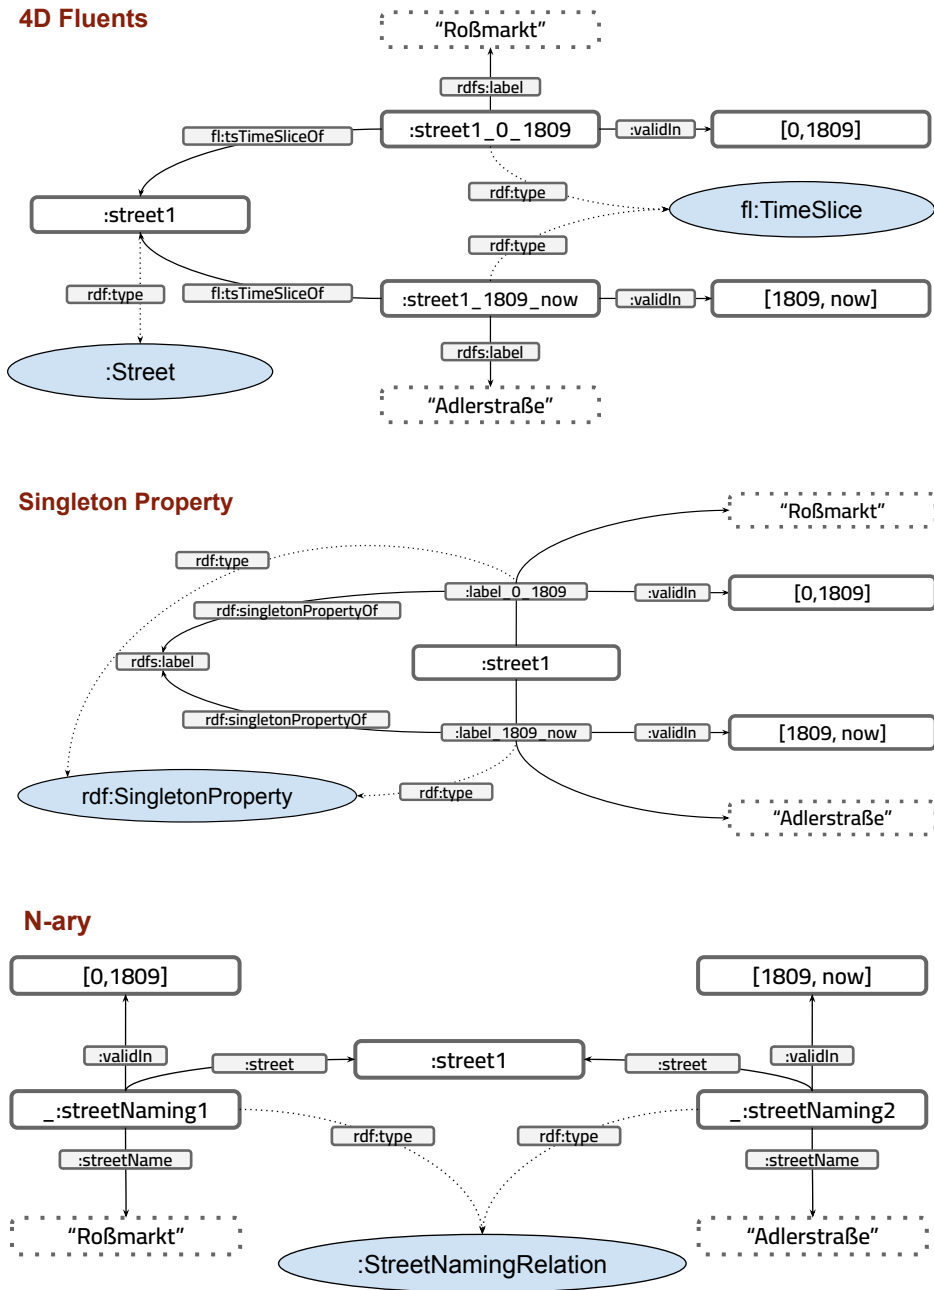 4D Fluents
“Roßmarkt”
rdfs:label
:street1_0_1809
:validIn
[0,1809]
fl:tsTimeSliceOf
rdf:type
:street1
fl:TimeSlice
rdf:type
rdf:type
fl:tsTimeSliceOf
:street1_1809_now
:validIn
[1809, now]
rdfs:label
:Street
“Adlerstraße”
Singleton Property
“Roßmarkt”
rdf:type
:label_0_1809
:validIn
[0,1809]
rdf:singletonPropertyOf
rdfs:label
:street1
rdf:singletonPropertyOf
:label_1809_now
:validIn
[1809, now]
rdf:SingletonProperty
rdf:type
“Adlerstraße”
N-ary
[0,1809]
[1809, now]
:validIn
:street
:street1
:street
:validIn
_:streetNaming1
_:streetNaming2
rdf:type
rdf:type
:streetName
:streetName
“Roßmarkt”
“Adlerstraße”
:StreetNamingRelation